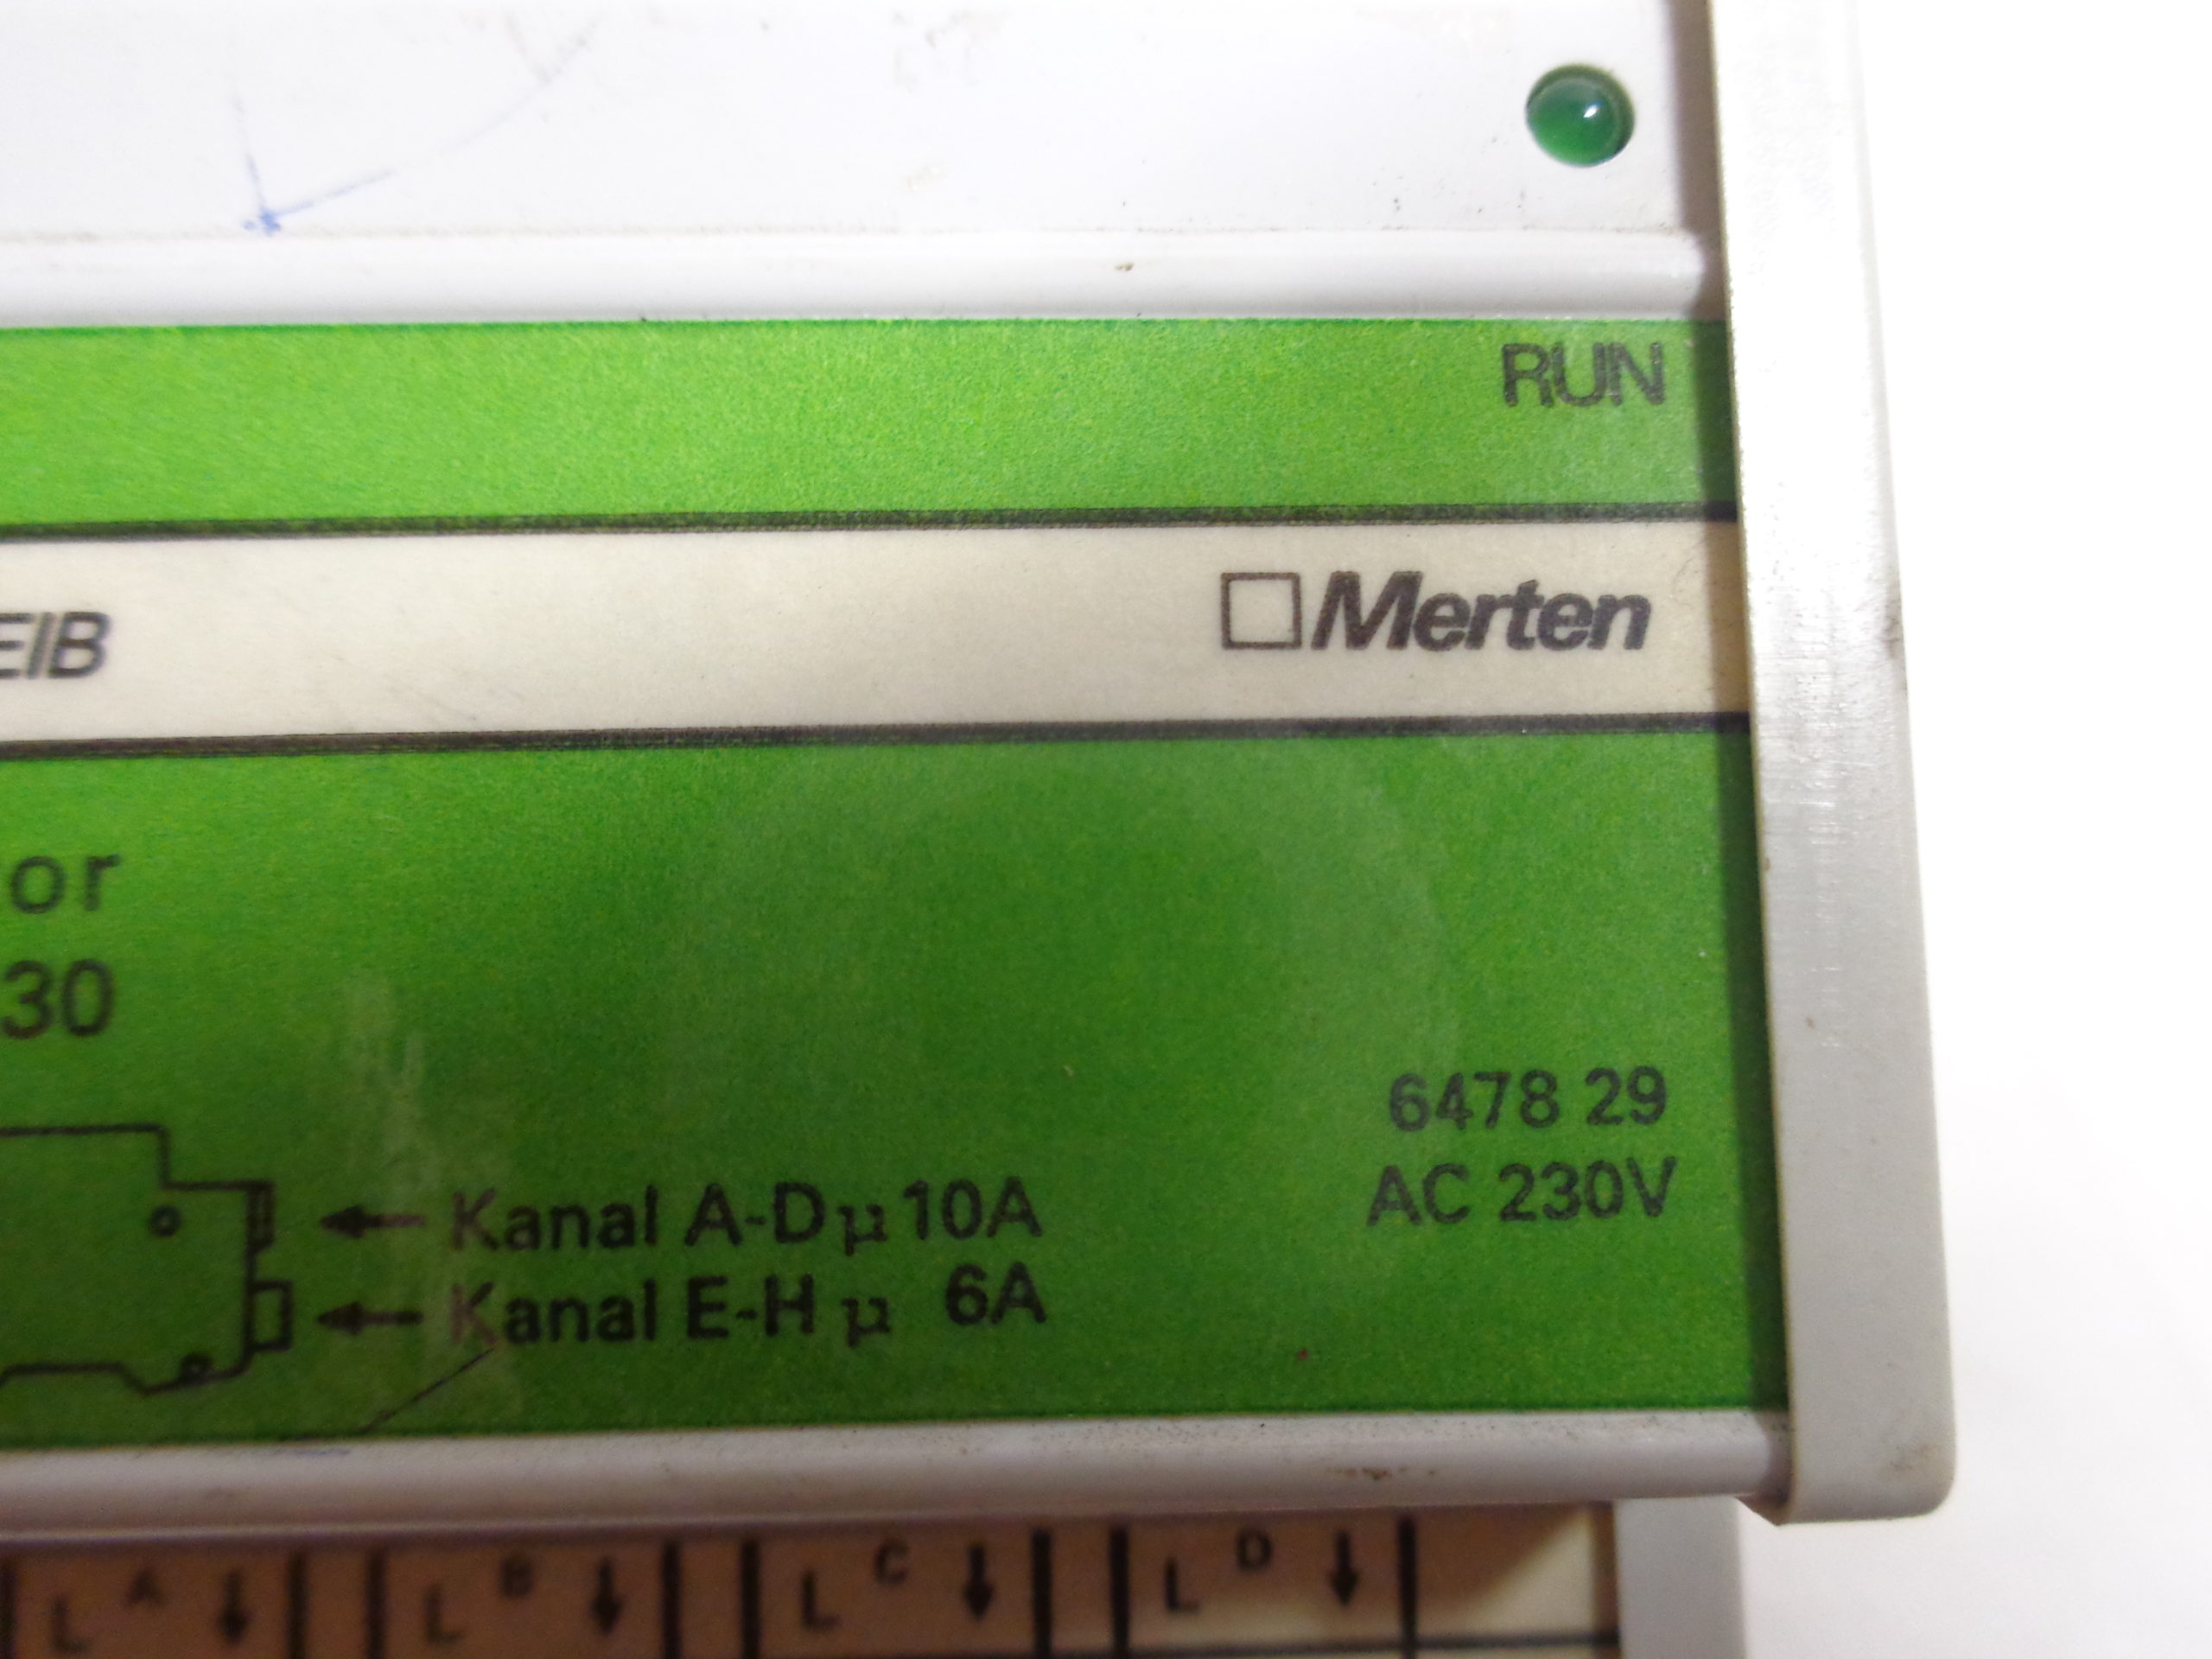 RUN
EIB
Merten
or
30
6478 29
AC 230V
Kanal A-D µ 10A
Kanal E-H µ 6A
L A L B L C L D